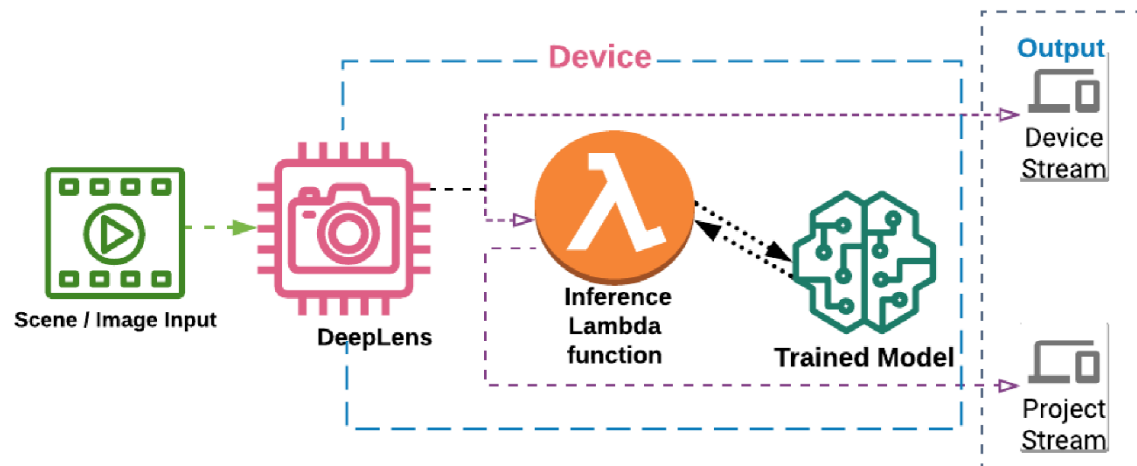 Device
Output
Device
Stream
Scene / Image Input
DeepLens
Inference
Lambda
function
Trained Model
Project
Stream